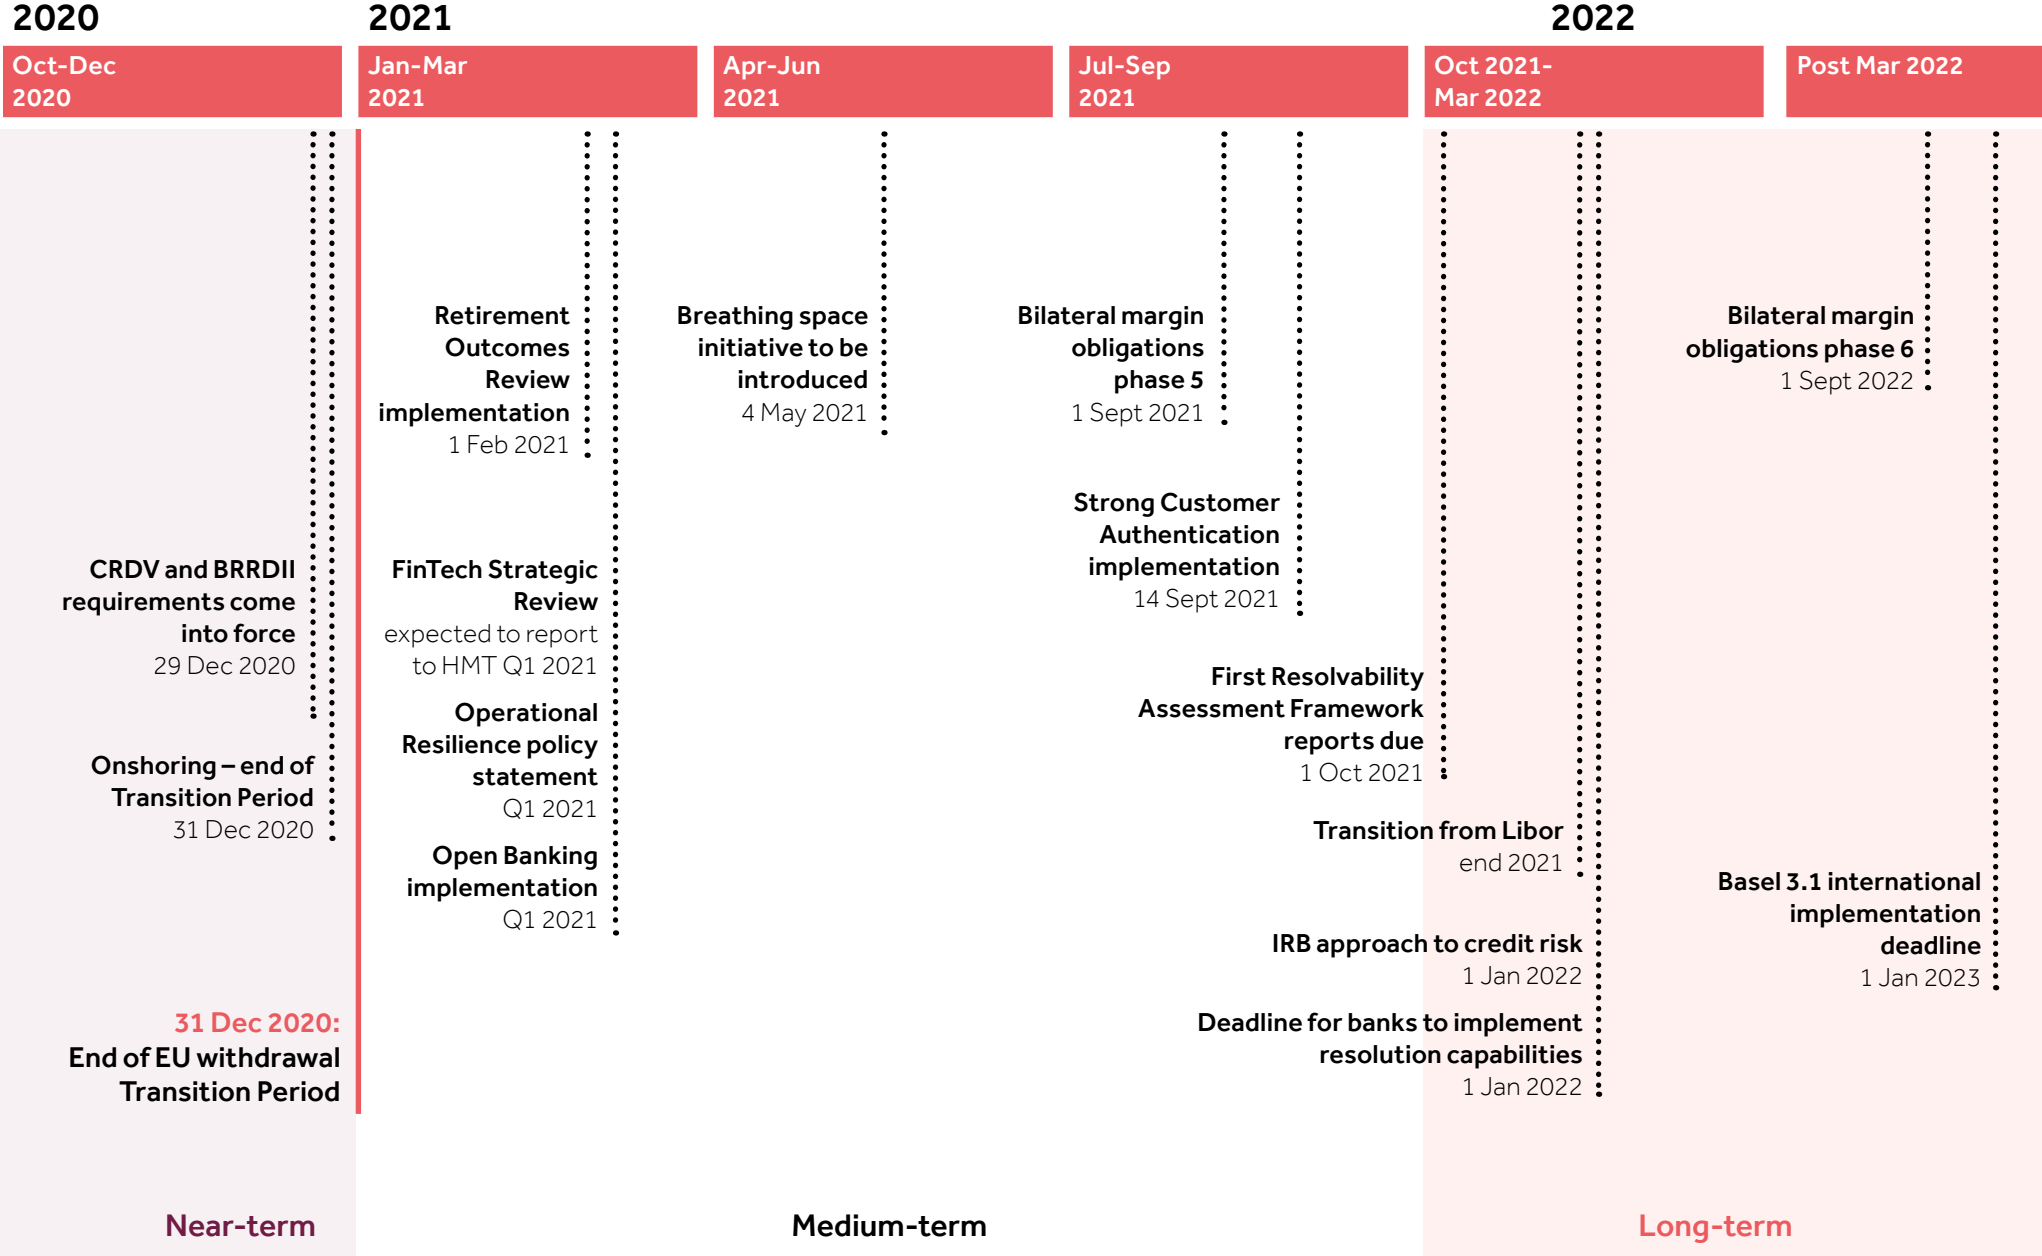 2020
2021
2022
Oct-Dec
2020
Jan-Mar
2021
Apr-Jun
2021
Jul-Sep
2021
Oct 2021-
Mar 2022
Post Mar 2022
CRDV and BRRDII
requirements come
into force
29 Dec 2020
Onshoring – end of
Transition Period
31 Dec 2020
31 Dec 2020:
End of EU withdrawal
Transition Period
Retirement
Outcomes
Review
implementation
1 Feb 2021
FinTech Strategic
Review
expected to report
to HMT Q1 2021
Operational
Resilience policy
statement
Q1 2021
Open Banking
implementation
Q1 2021
Breathing space
initiative to be
introduced
4 May 2021
Bilateral margin
obligations
phase 5
1 Sept 2021
Strong Customer
Authentication
implementation
14 Sept 2021
First Resolvability
Assessment Framework
reports due
1 Oct 2021
Transition from Libor
end 2021
IRB approach to credit risk
1 Jan 2022
Deadline for banks to implement
resolution capabilities
1 Jan 2022
Bilateral margin
obligations phase 6
1 Sept 2022
Basel 3.1 international
implementation
deadline
1 Jan 2023
Near-term
Medium-term
Long-term